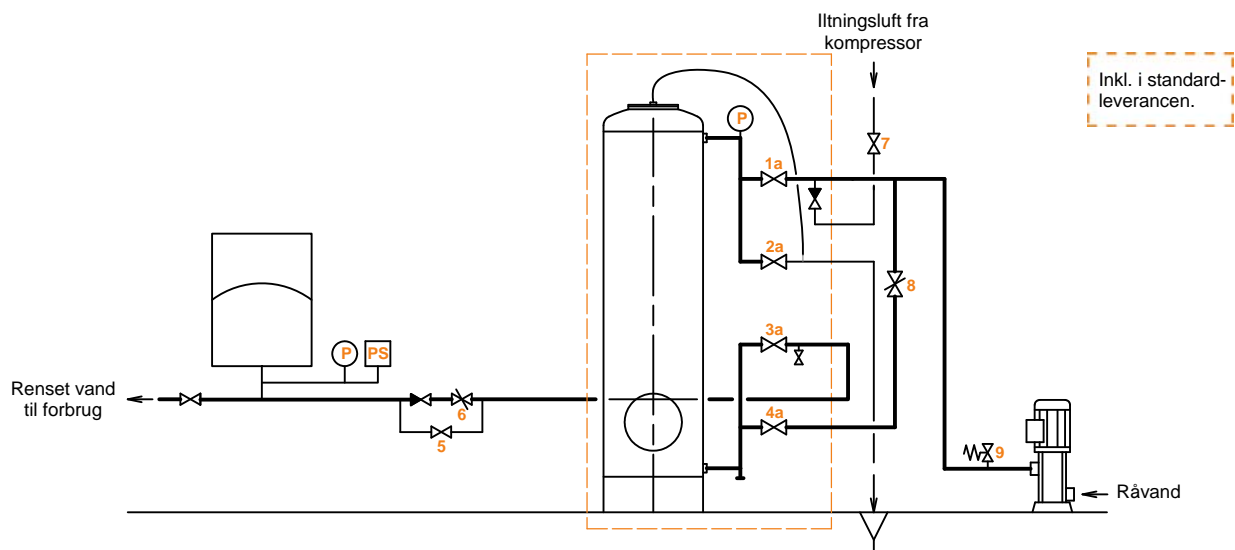 Iltningsluft fra
kompressor
Inkl. i standard-
leverancen.
P
7
1a
2a
8
3a
P
PS
Renset vand
til forbrug
6
4a
5
9
Råvand